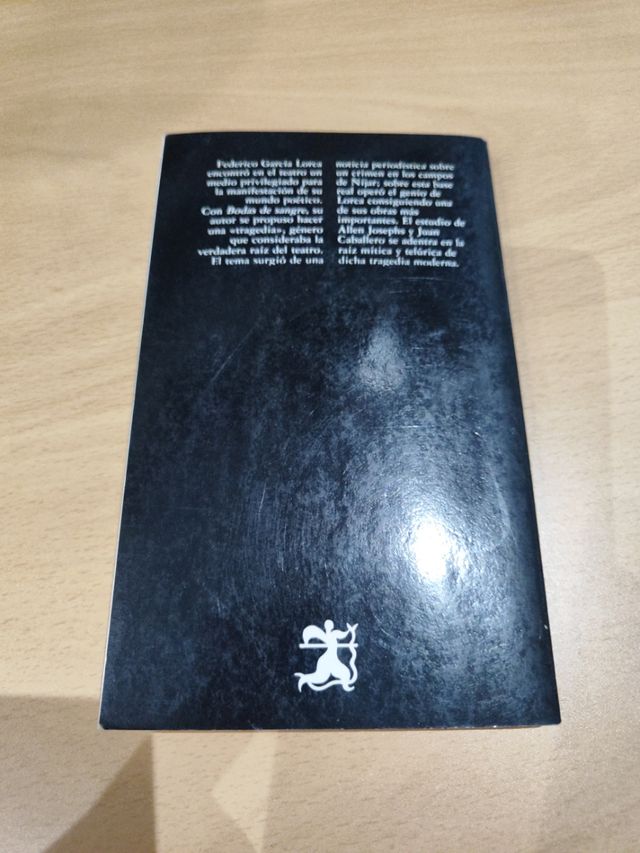 Federico García Lorca
encontró en el teatro un
medio privilegiado para
la manifestación de su
mundo poético.
Con Bodas de sangre, su
autor se propuso hacer
una «tragedia», género
que consideraba la
verdadera raíz del teatro.
El tema surgió de una
noticia periodística sobre
un crimen en los campos
de Níjar; sobre esta base
real operó el genio de
Lorca consiguiendo una
de sus obras más
importantes. El estudio de
Allen Josephs y Juan
Caballero se adentra en la
raíz mítica y telúrica de
dicha tragedia moderna.